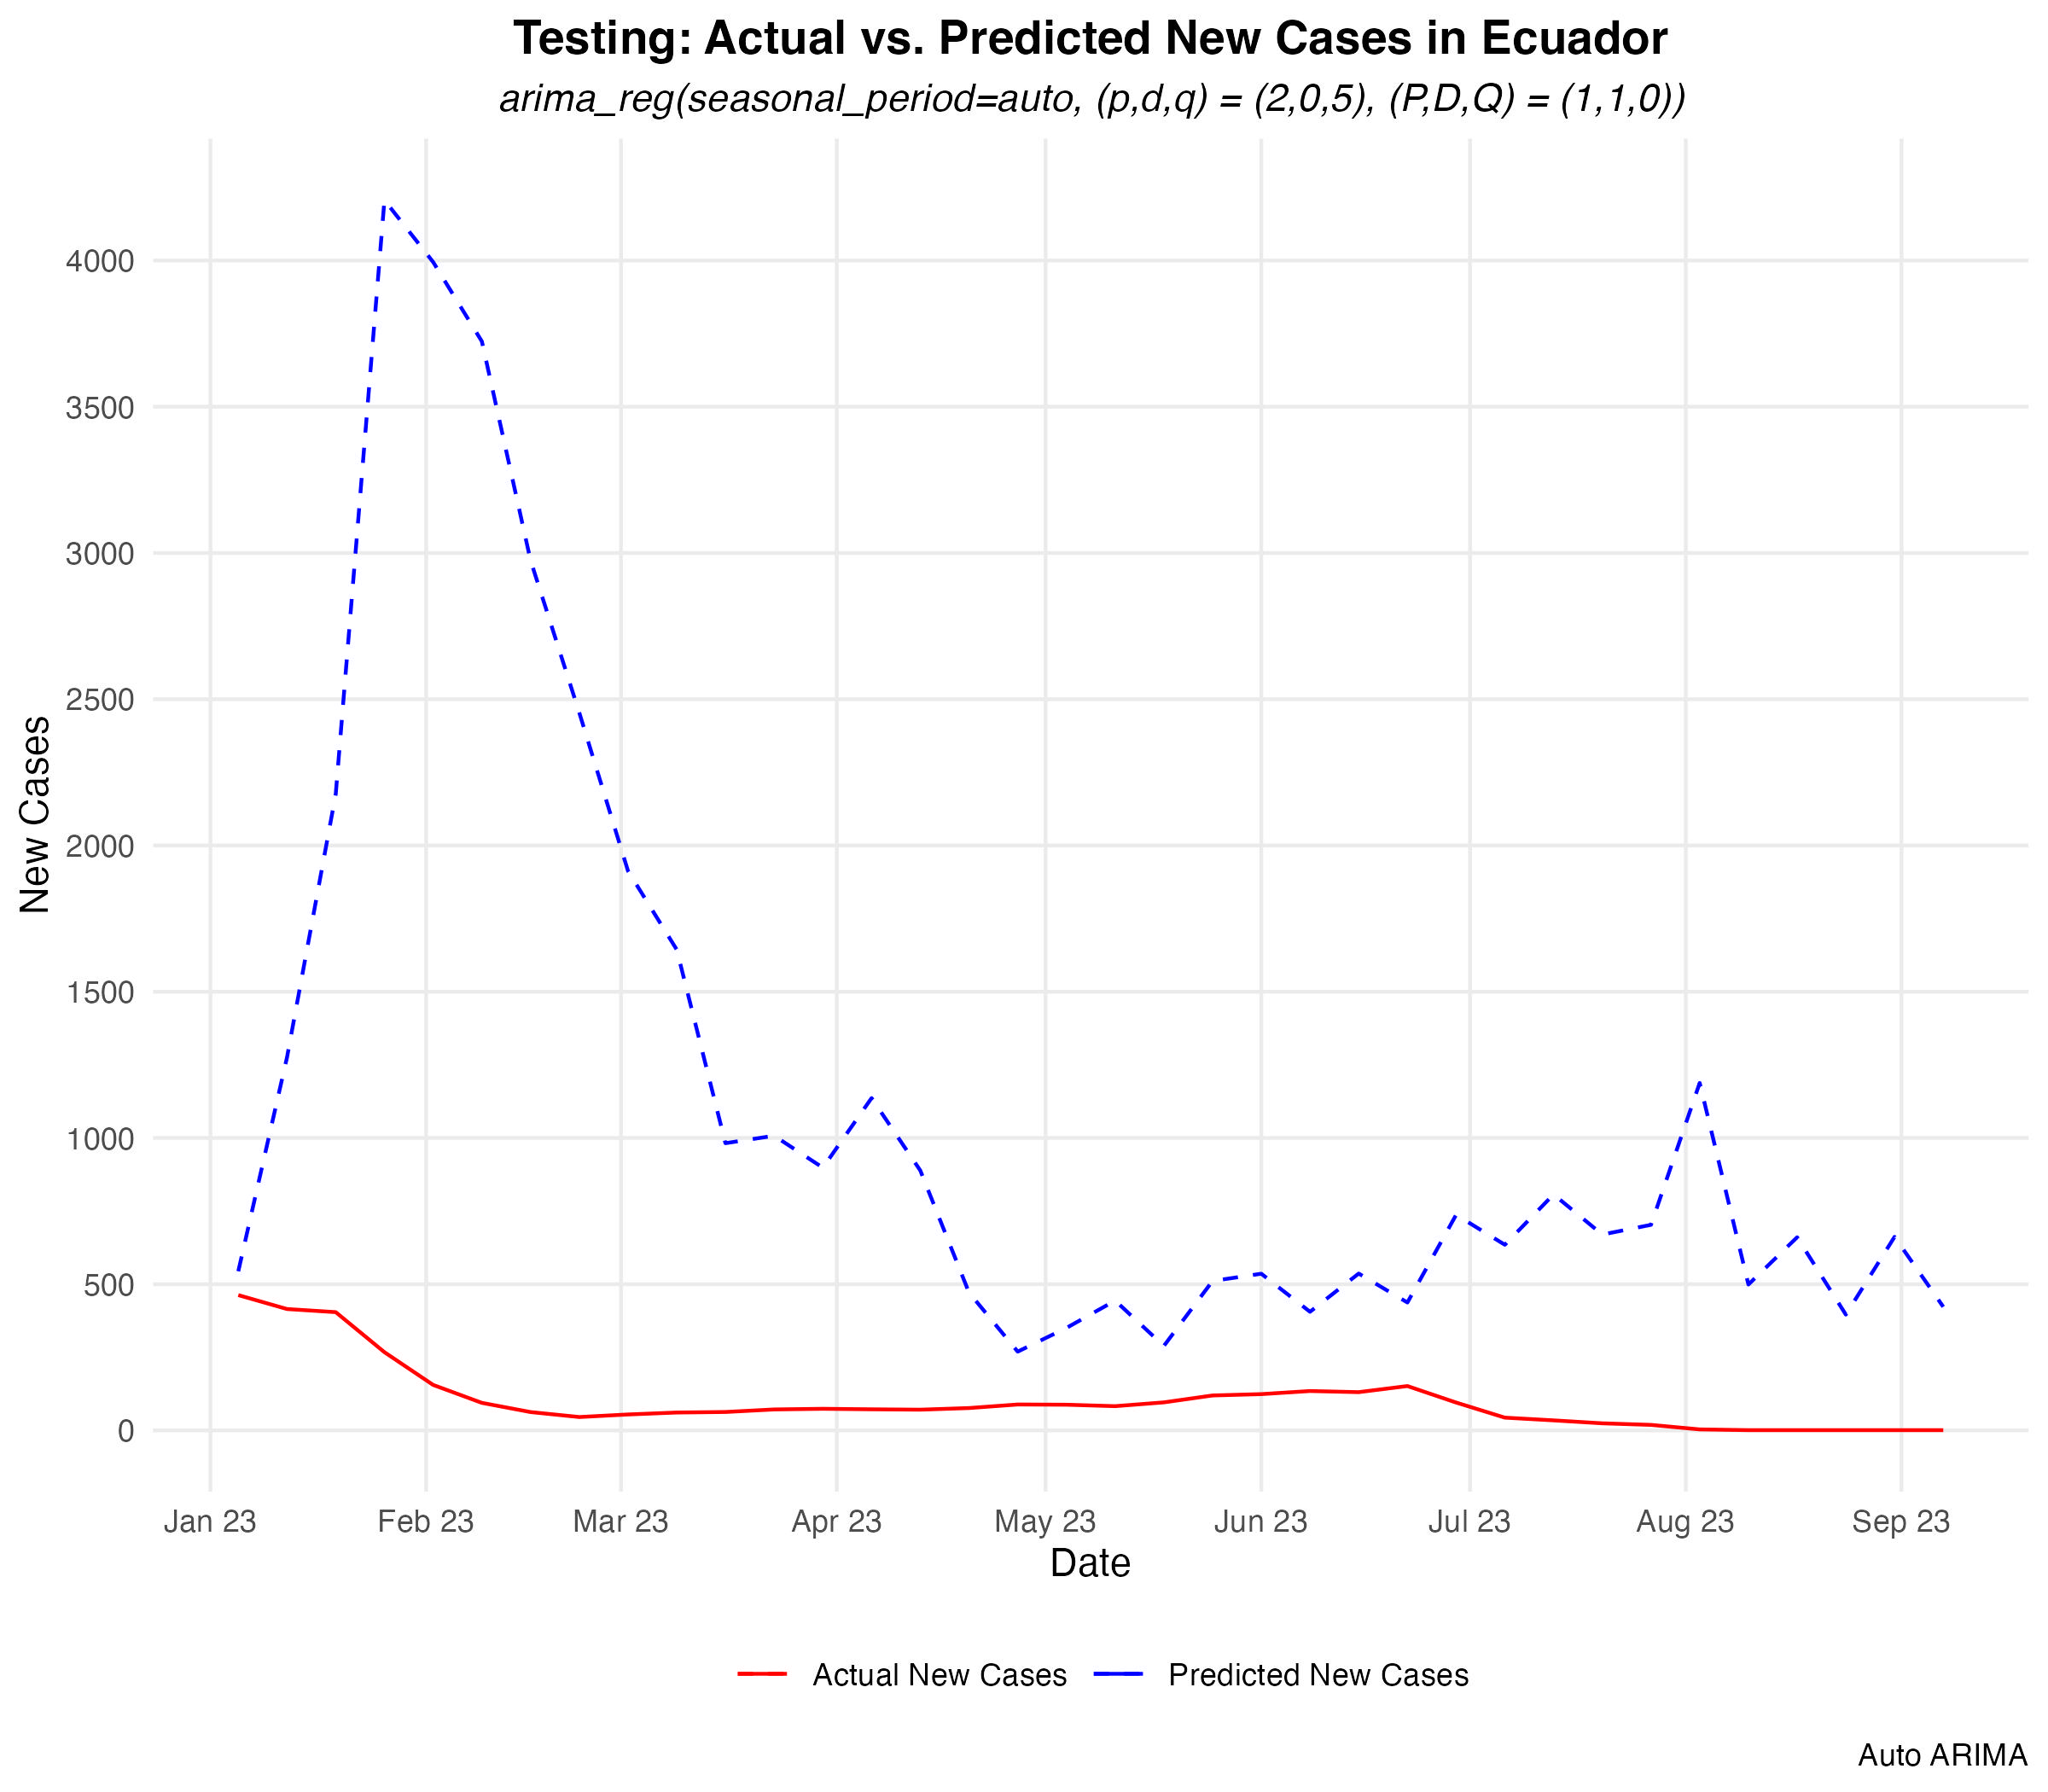 Testing: Actual vs. Predicted New Cases in Ecuador
arima_reg(seasonal_period=auto, (p,d,q) = (2,0,5), (P,D,Q) = (1,1,0))
New Cases
4000
3500
3000
2500
2000
1500
1000
500
0
Jan 23 Feb 23 Mar 23 Apr 23 May 23 Jun 23 Jul 23 Aug 23 Sep 23
Date
Actual New Cases Predicted New Cases
Auto ARIMA